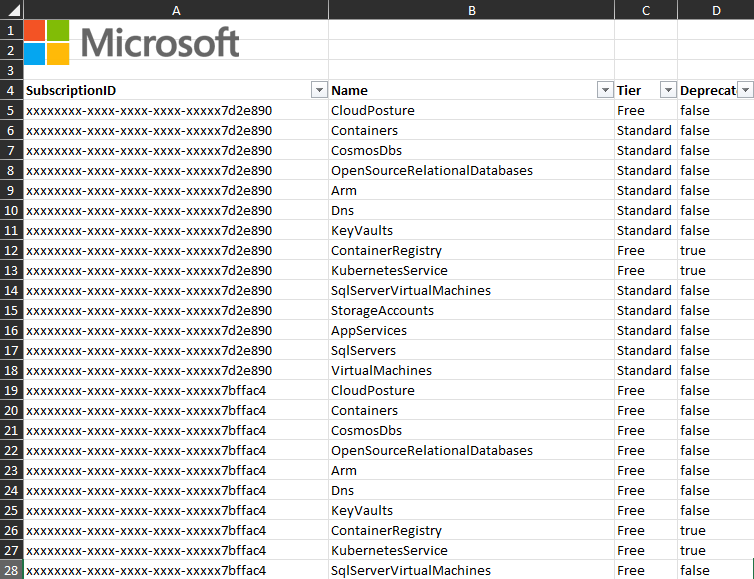 A B C D
1 Microsoft
2
3
4 SubscriptionID Name Tier Deprecat
5 xxxxxxxx-xxxx-xxxx-xxxx-xxxxx7d2e890 CloudPosture Free false
6 xxxxxxxx-xxxx-xxxx-xxxx-xxxxx7d2e890 Containers Standard false
7 xxxxxxxx-xxxx-xxxx-xxxx-xxxxx7d2e890 CosmosDbs Standard false
8 xxxxxxxx-xxxx-xxxx-xxxx-xxxxx7d2e890 OpenSourceRelationalDatabases Standard false
9 xxxxxxxx-xxxx-xxxx-xxxx-xxxxx7d2e890 Arm Standard false
10 xxxxxxxx-xxxx-xxxx-xxxx-xxxxx7d2e890 Dns Standard false
11 xxxxxxxx-xxxx-xxxx-xxxx-xxxxx7d2e890 KeyVaults Standard false
12 xxxxxxxx-xxxx-xxxx-xxxx-xxxxx7d2e890 ContainerRegistry Free true
13 xxxxxxxx-xxxx-xxxx-xxxx-xxxxx7d2e890 KubernetesService Free true
14 xxxxxxxx-xxxx-xxxx-xxxx-xxxxx7d2e890 SqlServerVirtualMachines Standard false
15 xxxxxxxx-xxxx-xxxx-xxxx-xxxxx7d2e890 StorageAccounts Standard false
16 xxxxxxxx-xxxx-xxxx-xxxx-xxxxx7d2e890 AppServices Standard false
17 xxxxxxxx-xxxx-xxxx-xxxx-xxxxx7d2e890 SqlServers Standard false
18 xxxxxxxx-xxxx-xxxx-xxxx-xxxxx7d2e890 VirtualMachines Standard false
19 xxxxxxxx-xxxx-xxxx-xxxx-xxxxx7bffac4 CloudPosture Free false
20 xxxxxxxx-xxxx-xxxx-xxxx-xxxxx7bffac4 Containers Free false
21 xxxxxxxx-xxxx-xxxx-xxxx-xxxxx7bffac4 CosmosDbs Free false
22 xxxxxxxx-xxxx-xxxx-xxxx-xxxxx7bffac4 OpenSourceRelationalDatabases Free false
23 xxxxxxxx-xxxx-xxxx-xxxx-xxxxx7bffac4 Arm Free false
24 xxxxxxxx-xxxx-xxxx-xxxx-xxxxx7bffac4 Dns Free false
25 xxxxxxxx-xxxx-xxxx-xxxx-xxxxx7bffac4 KeyVaults Free false
26 xxxxxxxx-xxxx-xxxx-xxxx-xxxxx7bffac4 ContainerRegistry Free true
27 xxxxxxxx-xxxx-xxxx-xxxx-xxxxx7bffac4 KubernetesService Free true
28 xxxxxxxx-xxxx-xxxx-xxxx-xxxxx7bffac4 SqlServerVirtualMachines Free false